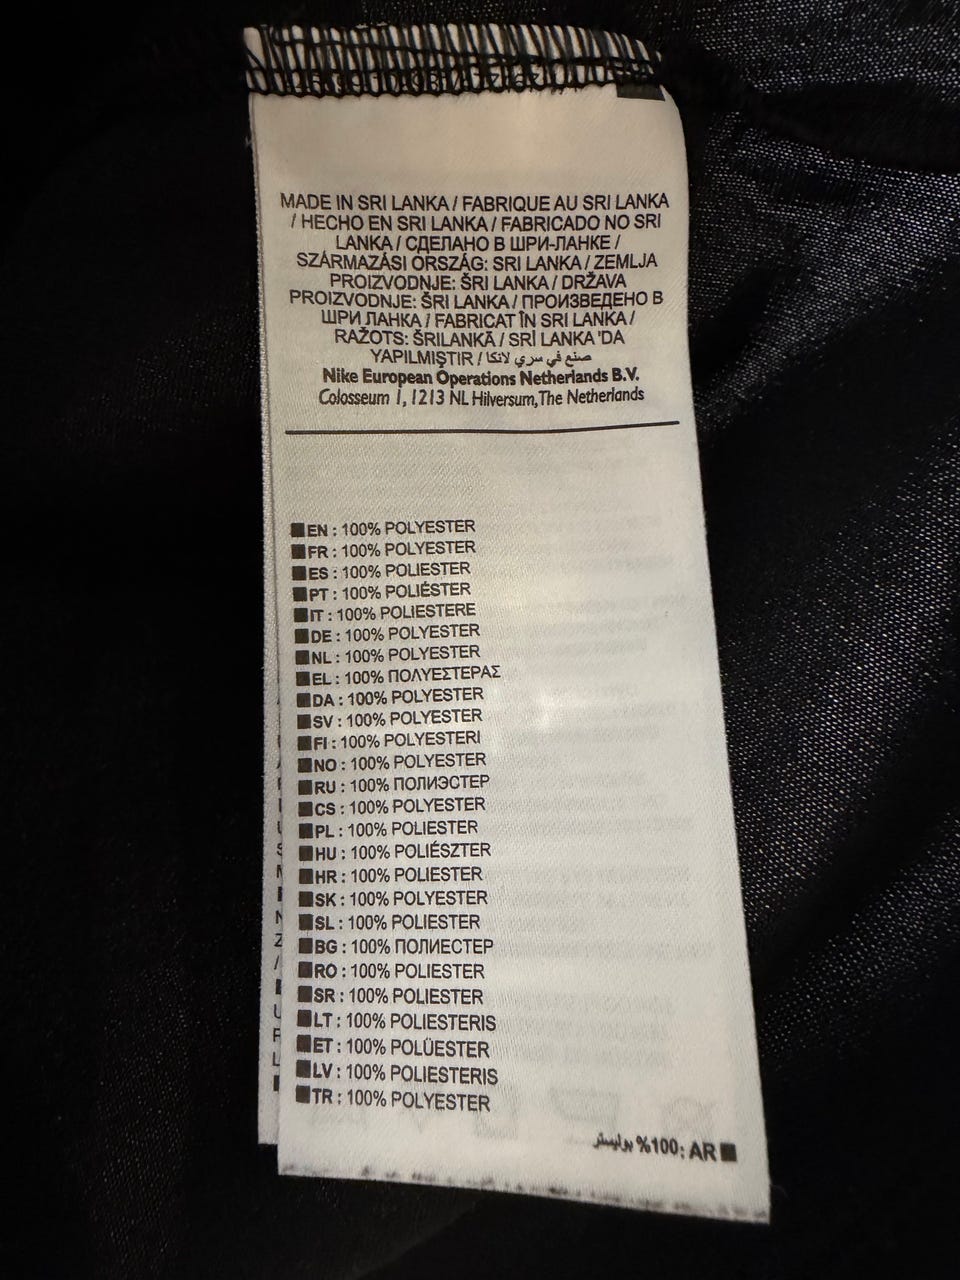 MADE IN SRI LANKA / FABRIQUE AU SRI LANKA
/ HECHO EN SRI LANKA / FABRICADO NO SRI
LANKA / СДЕЛАНО В ШРИ-ЛАНКЕ /
SZÁRMAZÁSI ORSZÁG: SRI LANKA / ZEMLJA
PROIZVODNJE: ŠRI LANKA / DRŽAVA
PROIZVODNJE: ŠRI LANKA / ПРОИЗВЕДЕНО В
ШРИ ЛАНКА / FABRICAT ÎN SRI LANKA /
RAŽOTS: ŠRILANKĀ / SRİ LANKA 'DA
YAPILMIŞTIR / صنع في سري لانكا
Nike European Operations Netherlands B.V.
Colosseum 1, 1213 NL Hilversum, The Netherlands
EN : 100% POLYESTER
FR : 100% POLYESTER
ES : 100% POLIESTER
PT : 100% POLIÉSTER
IT : 100% POLIESTERE
DE : 100% POLYESTER
NL : 100% POLYESTER
EL : 100% ΠΟΛΥΕΣΤΕΡΑΣ
DA : 100% POLYESTER
SV : 100% POLYESTER
FI : 100% POLYESTERI
NO : 100% POLYESTER
RU : 100% ПОЛИЭСТЕР
CS : 100% POLYESTER
PL : 100% POLIESTER
HU : 100% POLIÉSZTER
HR : 100% POLIESTER
SK : 100% POLYESTER
SL : 100% POLIESTER
BG : 100% ПОЛИЕСТЕР
RO : 100% POLIESTER
SR : 100% POLIESTER
LT : 100% POLIESTERIS
ET : 100% POLÜESTER
LV : 100% POLIESTERIS
TR : 100% POLYESTER
AR :100% بوليستر